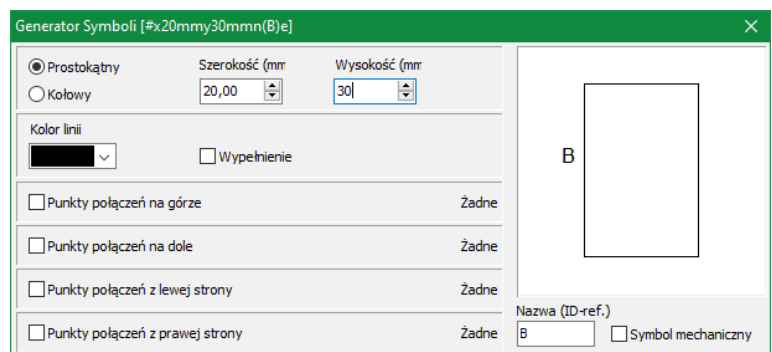 Generator Symboli [#x20mmy30mmn(B)e]
Prostokątny
Kołowy
Szerokość (mm
20,00
Wysokość (mm
30
Kolor linii
Wypełnienie
Punkty połączeń na górze Żadne
Punkty połączeń na dole Żadne
Punkty połączeń z lewej strony Żadne
Punkty połączeń z prawej strony Żadne
B
Nazwa (ID-ref.)
B
Symbol mechaniczny